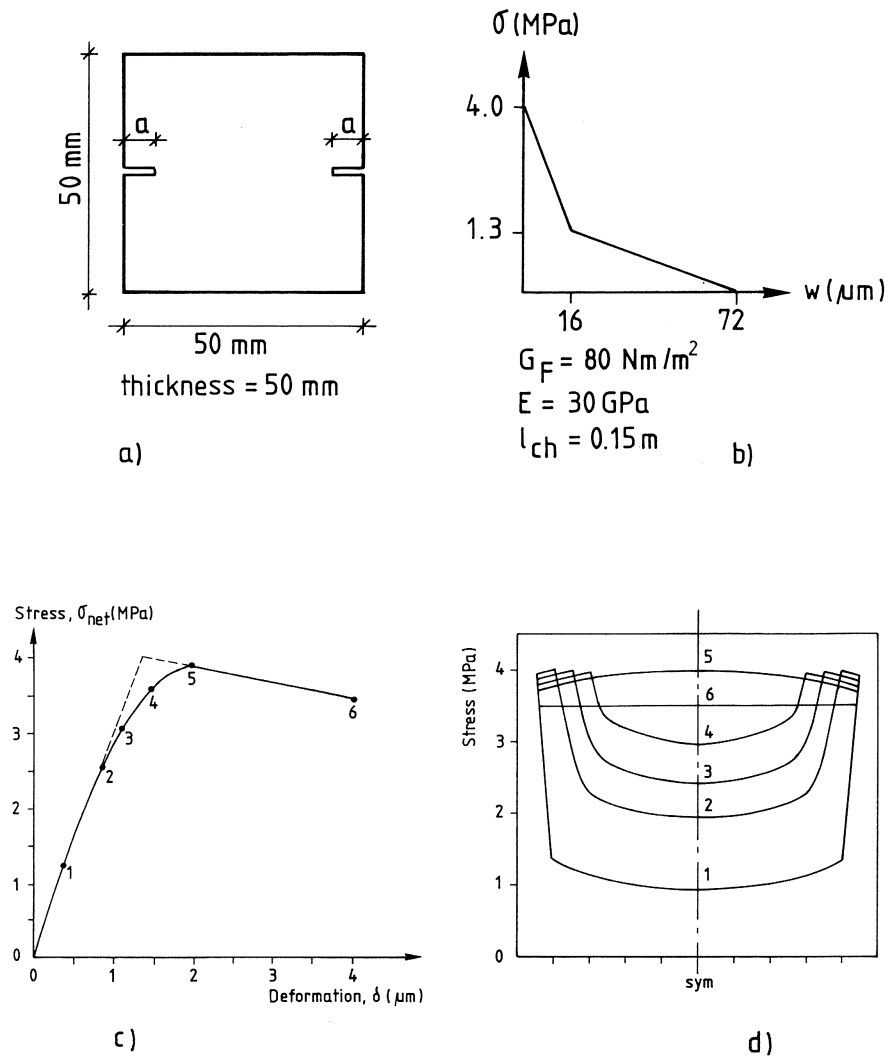 a
a
50 mm
50 mm
thickness = 50 mm
a)
σ (MPa)
4.0
1.3
16
72
w (μm)
G_F = 80 Nm/m²
E = 30 GPa
l_ch = 0.15 m
b)
Stress, σ_net (MPa)
4
3
2
1
0
0
1
2
3
4
1
2
3
4
5
6
Deformation, δ (μm)
c)
Stress (MPa)
4
3
2
1
0
5
6
4
3
2
1
sym
d)